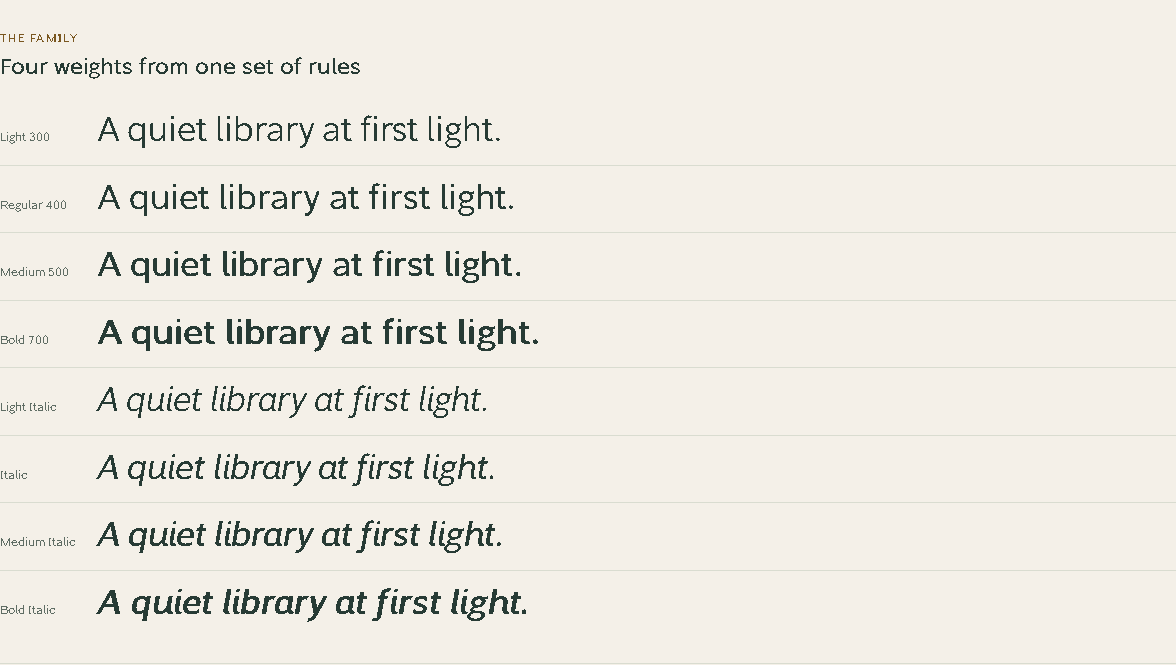 THE FAMILY
Four weights from one set of rules
Light 300 A quiet library at first light.
Regular 400 A quiet library at first light.
Medium 500 A quiet library at first light.
Bold 700 A quiet library at first light.
Light Italic A quiet library at first light.
Italic A quiet library at first light.
Medium Italic A quiet library at first light.
Bold Italic A quiet library at first light.